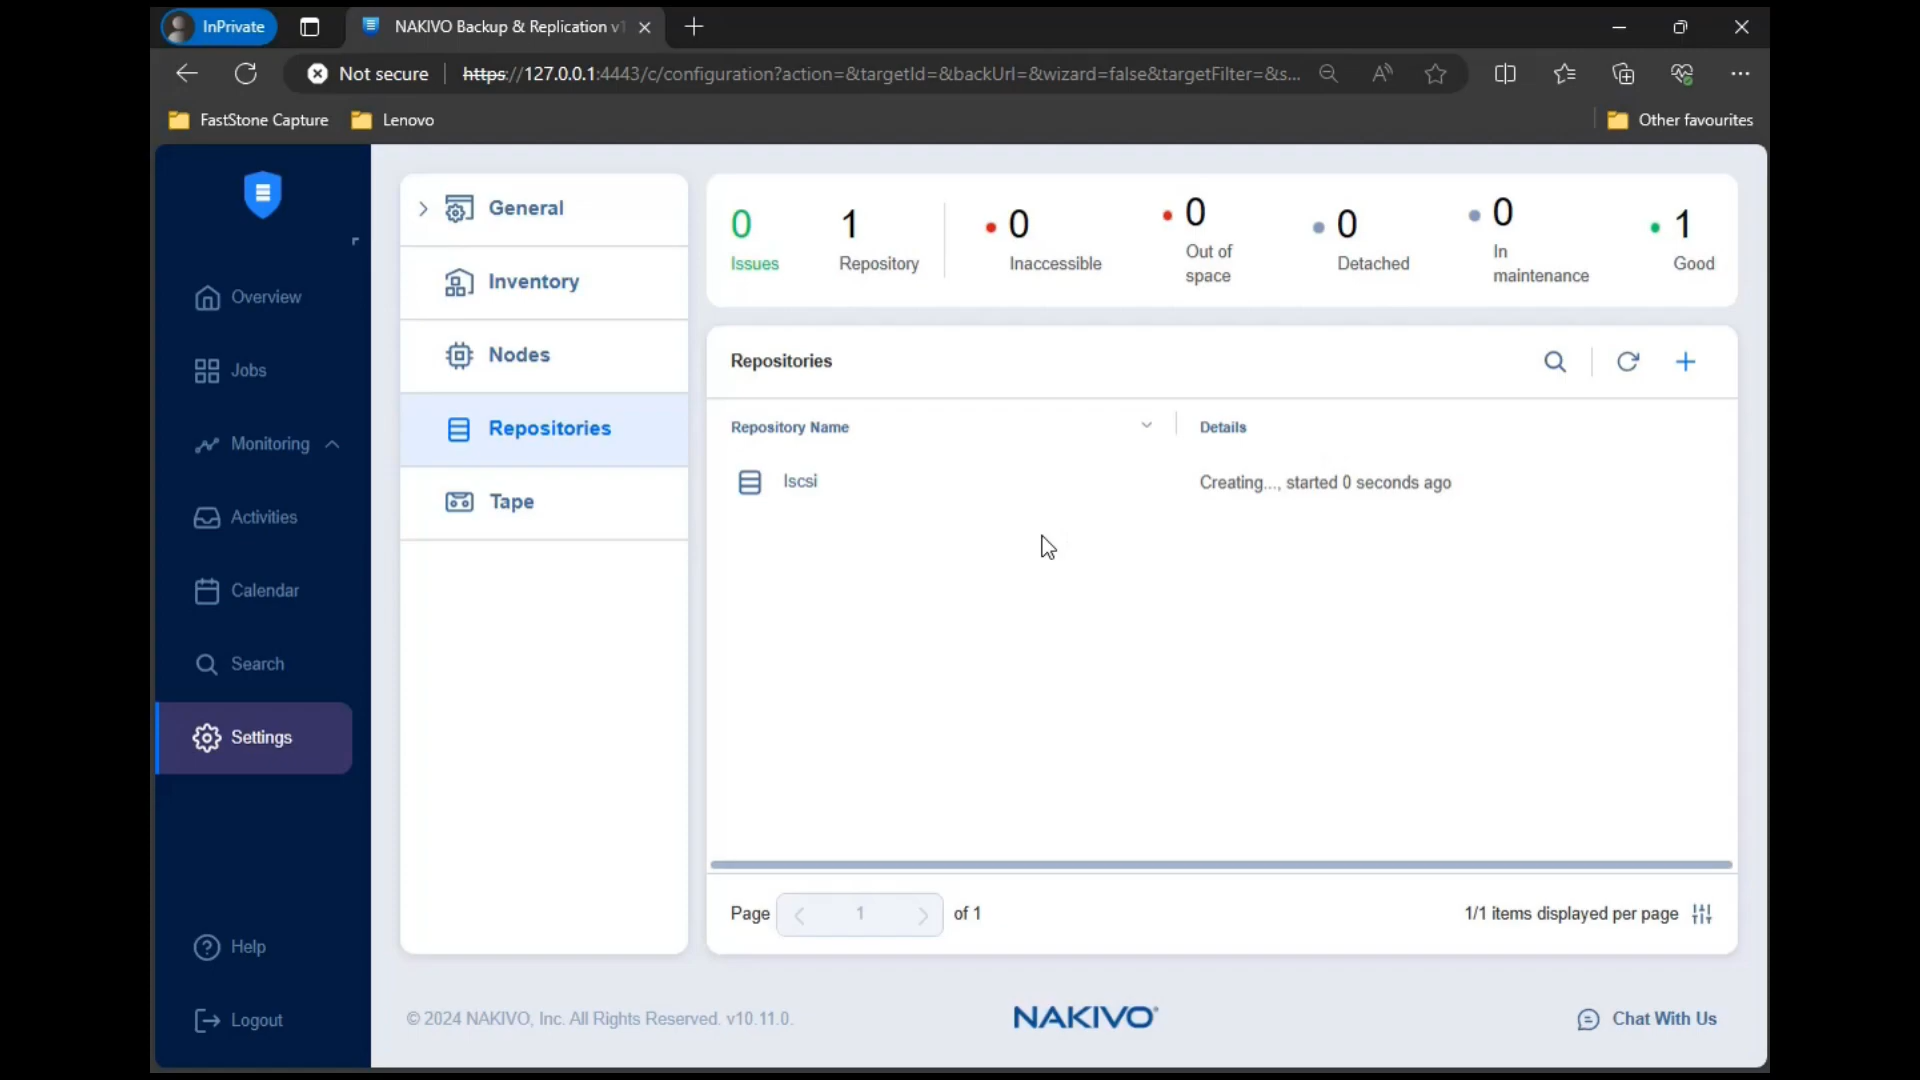 InPrivate
NAKIVO Backup & Replication v1
Not secure
https://127.0.0.1:4443/c/configuration?action=&targetId=&backUrl=&wizard=false&targetFilter=&s...
FastStone Capture
Lenovo
Other favourites
Overview
Jobs
Monitoring
Activities
Calendar
Search
Settings
Help
Logout
General
Inventory
Nodes
Repositories
Tape
0
Issues
1
Repository
0
Inaccessible
0
Out of
space
0
Detached
0
In
maintenance
1
Good
Repositories
Repository Name
Details
Iscsi
Creating..., started 0 seconds ago
Page
1
of 1
1/1 items displayed per page
© 2024 NAKIVO, Inc. All Rights Reserved. v10.11.0.
NAKIVO®
Chat With Us